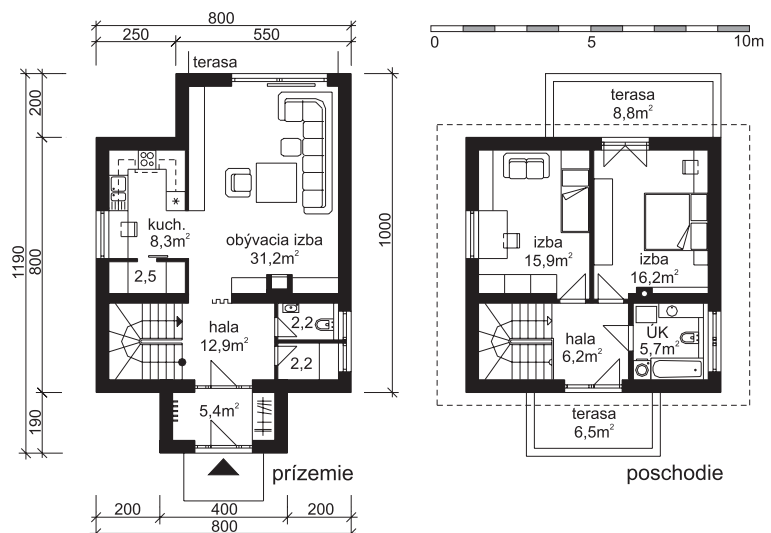 800
250
550
terasa
0
5
10m
200
1190
800
190
1000
kuch.
8,3m²
2,5
obývacia izba
31,2m²
hala
12,9m²
2,2
2,2
5,4m²
prízemie
200
400
200
800
terasa
8,8m²
izba
15,9m²
izba
16,2m²
hala
6,2m²
ÚK
5,7m²
terasa
6,5m²
poschodie